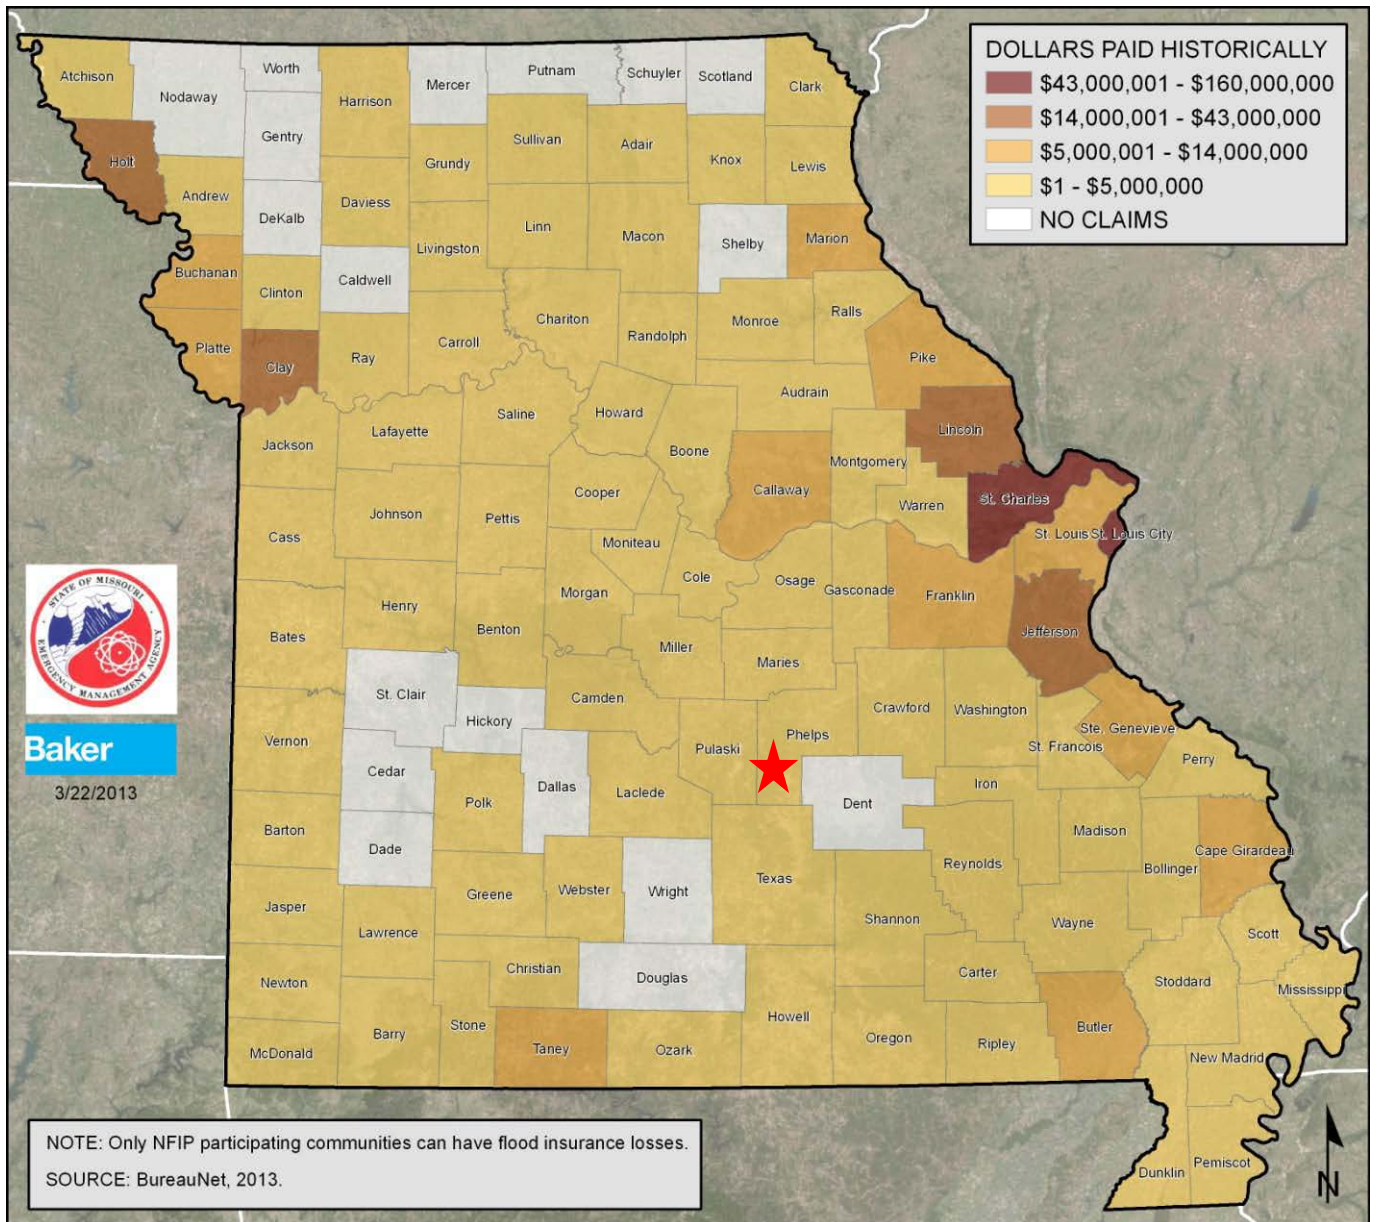 DOLLARS PAID HISTORICALLY
$43,000,001 - $160,000,000
$14,000,001 - $43,000,000
$5,000,001 - $14,000,000
$1 - $5,000,000
NO CLAIMS
Atchison
Nodaway
Worth
Harrison
Mercer
Putnam
Schuyler
Scotland
Clark
Gentry
Holt
Andrew
DeKalb
Daviess
Grundy
Sullivan
Adair
Knox
Lewis
Buchanan
Clinton
Caldwell
Livingston
Linn
Macon
Shelby
Marion
Platte
Clay
Ray
Carroll
Chariton
Randolph
Monroe
Ralls
Pike
Audrain
Jackson
Lafayette
Saline
Howard
Boone
Callaway
Montgomery
Lincoln
Warren
St. Charles
St. Louis
St. Louis City
Cass
Johnson
Pettis
Cooper
Moniteau
Cole
Osage
Gasconade
Franklin
Jefferson
Bates
Henry
Benton
Morgan
Miller
Maries
St. Clair
Hickory
Camden
Pulaski
Phelps
Crawford
Washington
St. Francois
Ste. Genevieve
Perry
Vernon
Cedar
Polk
Dallas
Laclede
Dent
Iron
Madison
Bollinger
Cape Girardeau
Barton
Dade
Greene
Webster
Wright
Texas
Reynolds
Shannon
Wayne
Jasper
Lawrence
Christian
Douglas
Carter
Stoddard
Scott
Mississippi
Newton
Barry
Stone
Taney
Ozark
Howell
Oregon
Ripley
Butler
New Madrid
McDonald
Dunklin
Pemiscot
STATE OF MISSOURI
EMERGENCY MANAGEMENT AGENCY
Baker
3/22/2013
NOTE: Only NFIP participating communities can have flood insurance losses.
SOURCE: BureauNet, 2013.
N